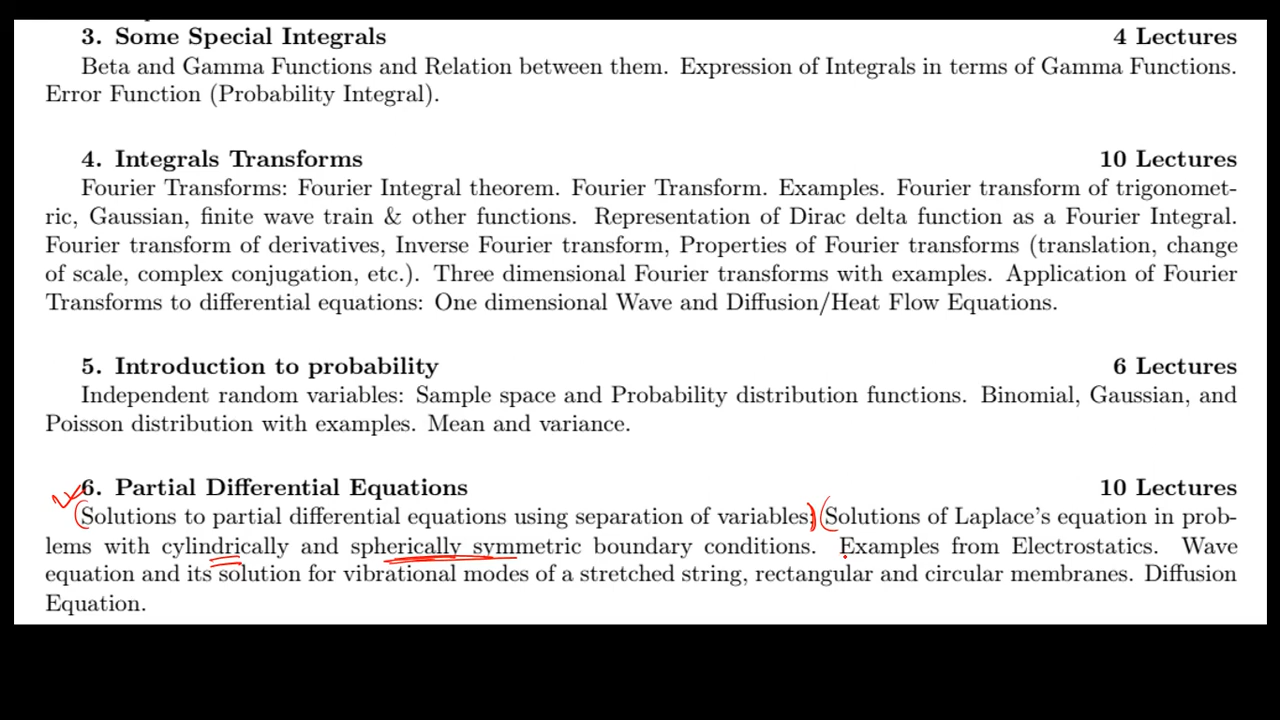 3. Some Special Integrals 4 Lectures
Beta and Gamma Functions and Relation between them. Expression of Integrals in terms of Gamma Functions.
Error Function (Probability Integral).
4. Integrals Transforms 10 Lectures
Fourier Transforms: Fourier Integral theorem. Fourier Transform. Examples. Fourier transform of trigonomet-
ric, Gaussian, finite wave train & other functions. Representation of Dirac delta function as a Fourier Integral.
Fourier transform of derivatives, Inverse Fourier transform, Properties of Fourier transforms (translation, change
of scale, complex conjugation, etc.). Three dimensional Fourier transforms with examples. Application of Fourier
Transforms to differential equations: One dimensional Wave and Diffusion/Heat Flow Equations.
5. Introduction to probability 6 Lectures
Independent random variables: Sample space and Probability distribution functions. Binomial, Gaussian, and
Poisson distribution with examples. Mean and variance.
6. Partial Differential Equations 10 Lectures
Solutions to partial differential equations using separation of variables: Solutions of Laplace's equation in prob-
lems with cylindrically and spherically symmetric boundary conditions. Examples from Electrostatics. Wave
equation and its solution for vibrational modes of a stretched string, rectangular and circular membranes. Diffusion
Equation.